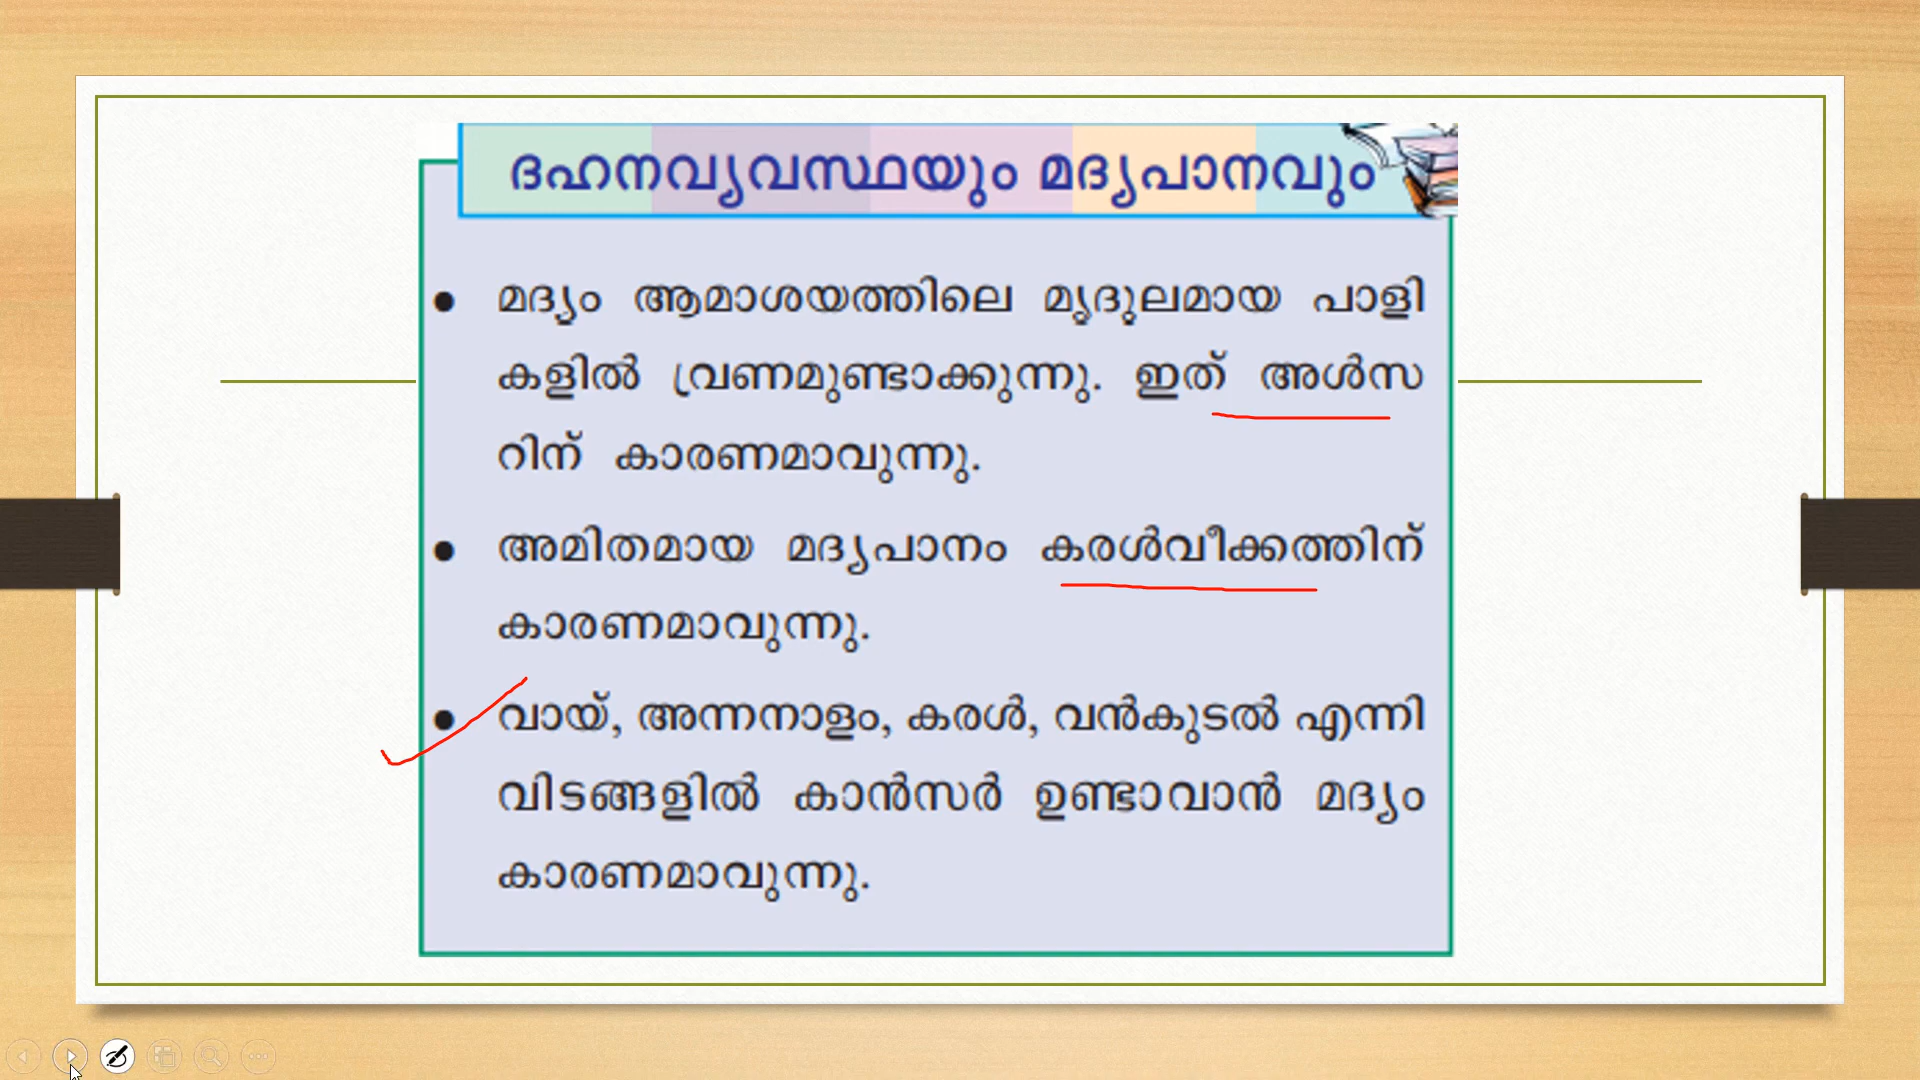 ദഹനവ്യവസ്ഥയും മദ്യപാനവും
● മദ്യം ആമാശയത്തിലെ മൃദുലമായ പാളി
കളിൽ വ്രണമുണ്ടാക്കുന്നു. ഇത് അൾസ
റിന് കാരണമാവുന്നു.
● അമിതമായ മദ്യപാനം കരൾവീക്കത്തിന്
കാരണമാവുന്നു.
● വായ്, അന്നനാളം, കരൾ, വൻകുടൽ എന്നി
വിടങ്ങളിൽ കാൻസർ ഉണ്ടാവാൻ മദ്യം
കാരണമാവുന്നു.